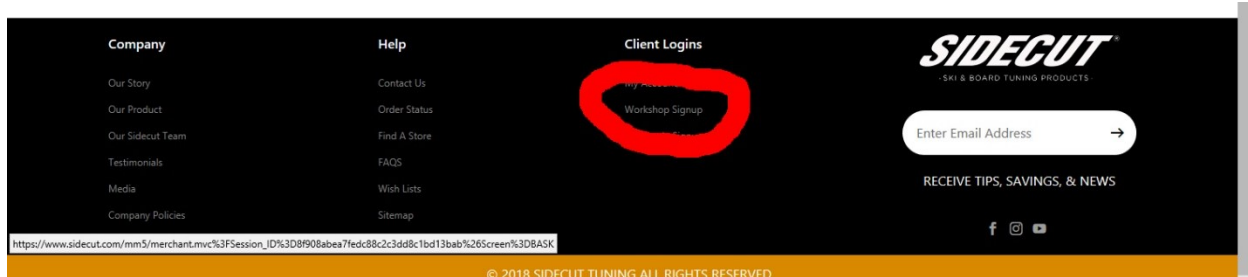 Company
Our Story
Our Product
Our Sidecut Team
Testimonials
Media
Company Policies
Help
Contact Us
Order Status
Find A Store
FAQS
Wish Lists
Sitemap
Client Logins
Workshop Signup
SIDECUT®
-SKI & BOARD TUNING PRODUCTS-
Enter Email Address →
RECEIVE TIPS, SAVINGS, & NEWS
https://www.sidecut.com/mm5/merchant.mvc%3FSession_ID%3D8f908abea7fedc88c2c3dd8c1bd13bab%26Screen%3DBASK
© 2018 SIDECUT TUNING ALL RIGHTS RESERVED